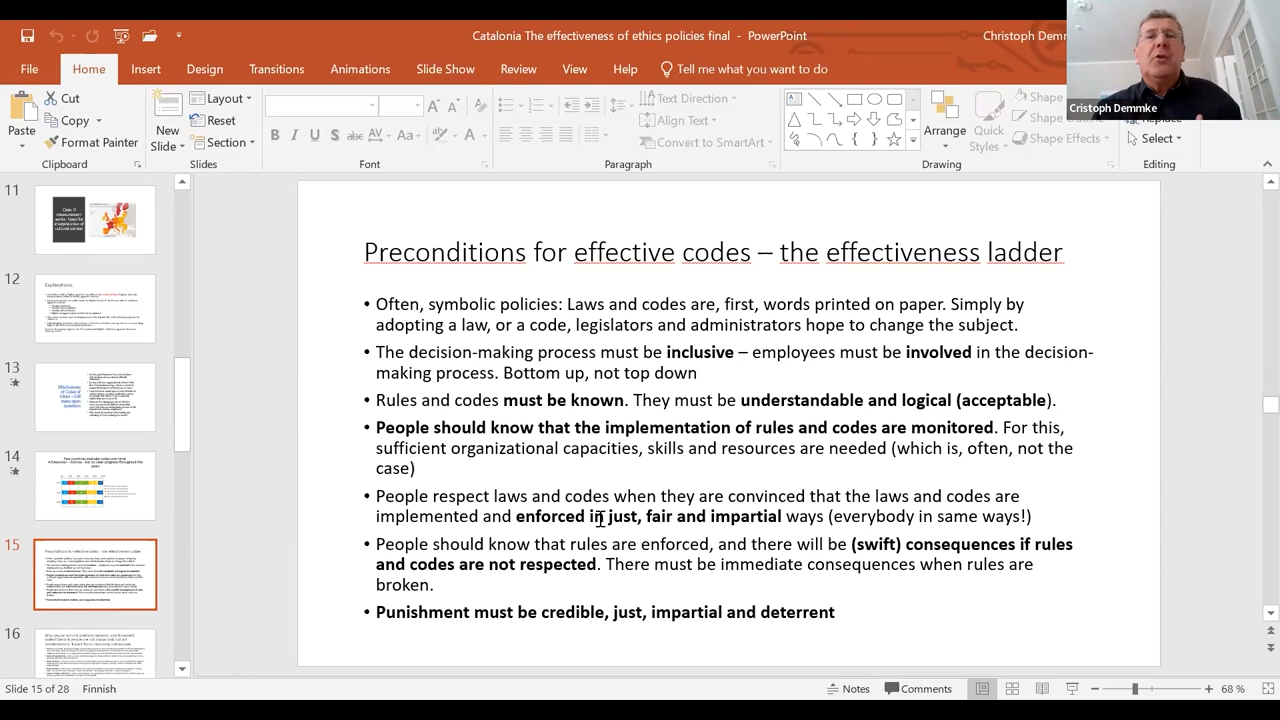 Catalonia The effectiveness of ethics policies final - PowerPoint
Christoph Demm
File Home Insert Design Transitions Animations Slide Show Review View Help Tell me what you want to do
Paste
Cut
Copy
Format Painter
Clipboard
New
Slide
Layout
Reset
Section
Slides
Font
Text Direction
Align Text
Convert to SmartArt
Paragraph
Arrange
Quick
Styles
Shape
Shape
Shape Effects
Drawing
Replace
Select
Editing
Cristoph Demmke
11
12
Explanations
13
Effectiveness
of Codes of
Ethics
14
15
16
Preconditions for effective codes – the effectiveness ladder
• Often, symbolic policies: Laws and codes are, first, words printed on paper. Simply by
adopting a law, or a code, legislators and administrators hope to change the subject.
• The decision-making process must be inclusive – employees must be involved in the decision-
making process. Bottom up, not top down
• Rules and codes must be known. They must be understandable and logical (acceptable).
• People should know that the implementation of rules and codes are monitored. For this,
sufficient organizational capacities, skills and resources are needed (which is, often, not the
case)
• People respect laws and codes when they are convinced that the laws and codes are
implemented and enforced in just, fair and impartial ways (everybody in same ways!)
• People should know that rules are enforced, and there will be (swift) consequences if rules
and codes are not respected. There must be immediate consequences when rules are
broken.
• Punishment must be credible, just, impartial and deterrent
Slide 15 of 28 Finnish
Notes Comments 68 %